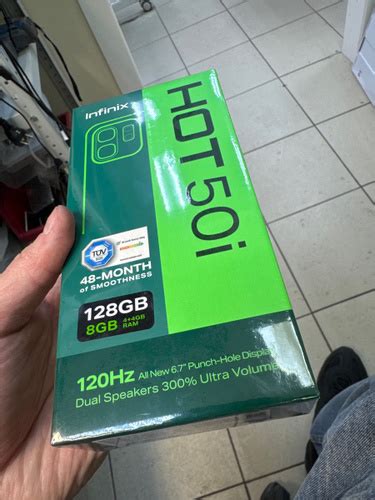 Infinix
HOT 50i
TÜV
48-MONTH
of SMOOTHNESS
128GB
8GB 4+4GB
RAM
120Hz All New 6.7" Punch-Hole Display
Dual Speakers 300% Ultra Volume